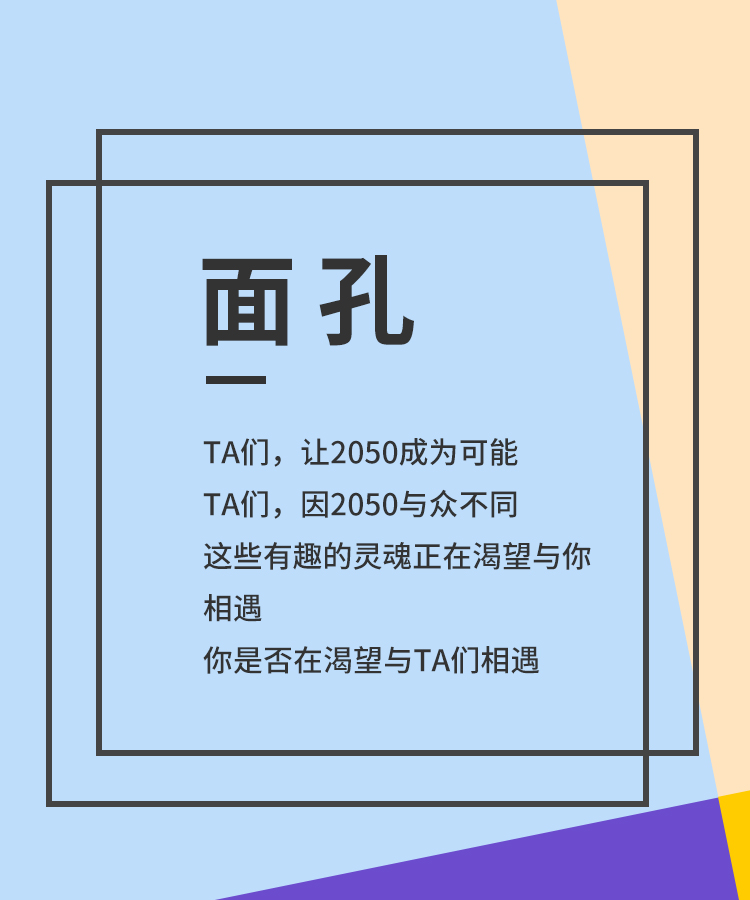 面孔
TA们，让2050成为可能
TA们，因2050与众不同
这些有趣的灵魂正在渴望与你
相遇
你是否在渴望与TA们相遇